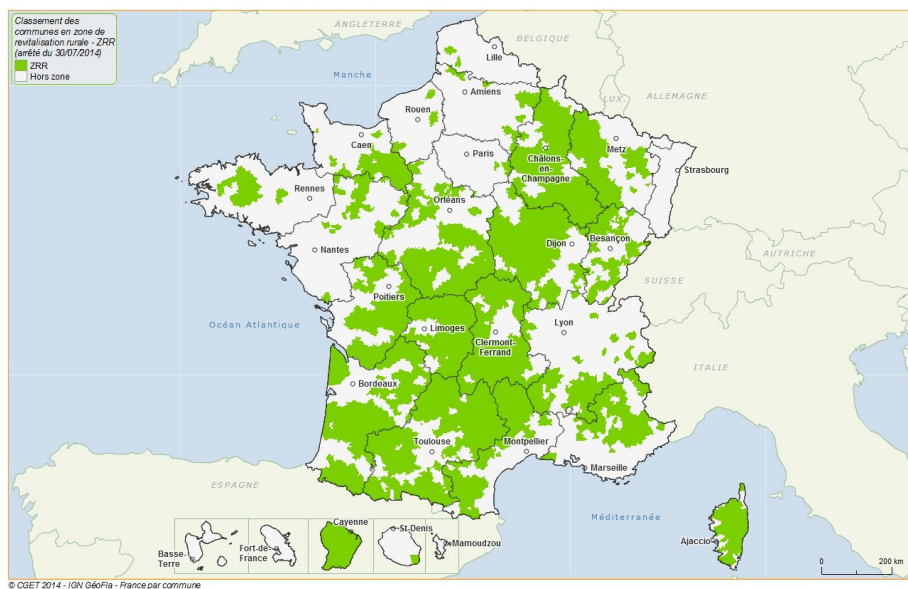 Classement des
communes en zone de
revitalisation rurale - ZRR
(arrêté du 30/07/2014)
ZRR
Hors zone
ANGLETERRE
BELGIQUE
Lille
Manche
Amiens
LUX.
ALLEMAGNE
Rouen
Caen
Paris
Châlons-
en-
Champagne
Metz
Strasbourg
Rennes
Orléans
Nantes
Dijon
Besançon
AUTRICHE
SUISSE
Poitiers
Océan Atlantique
Limoges
Clermont-
Ferrand
Lyon
ITALIE
Bordeaux
Toulouse
Montpellier
Marseille
ESPAGNE
Méditerranée
Ajaccio
Basse-
Terre
Fort-de-
France
Cayenne
St-Denis
Mamoudzou
0
200 km
© CGET 2014 - IGN GéoFla - France par commune